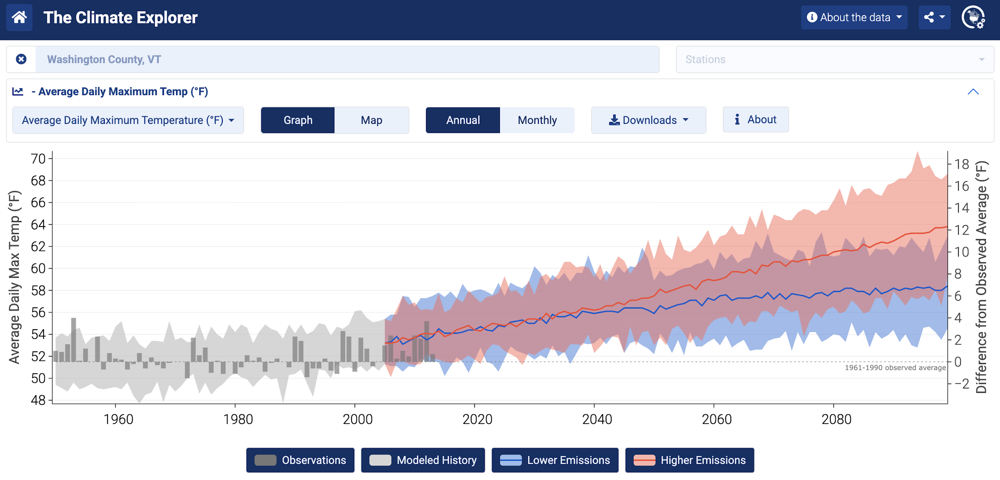 The Climate Explorer
About the data
Washington County, VT
Stations
- Average Daily Maximum Temp (°F)
Average Daily Maximum Temperature (°F)
Graph
Map
Annual
Monthly
Downloads
About
Average Daily Max Temp (°F)
70
68
66
64
62
60
58
56
54
52
50
48
18
16
14
12
10
8
6
4
2
0
−2
Difference from Observed Average (°F)
1961-1990 observed average
1960
1980
2000
2020
2040
2060
2080
Observations
Modeled History
Lower Emissions
Higher Emissions